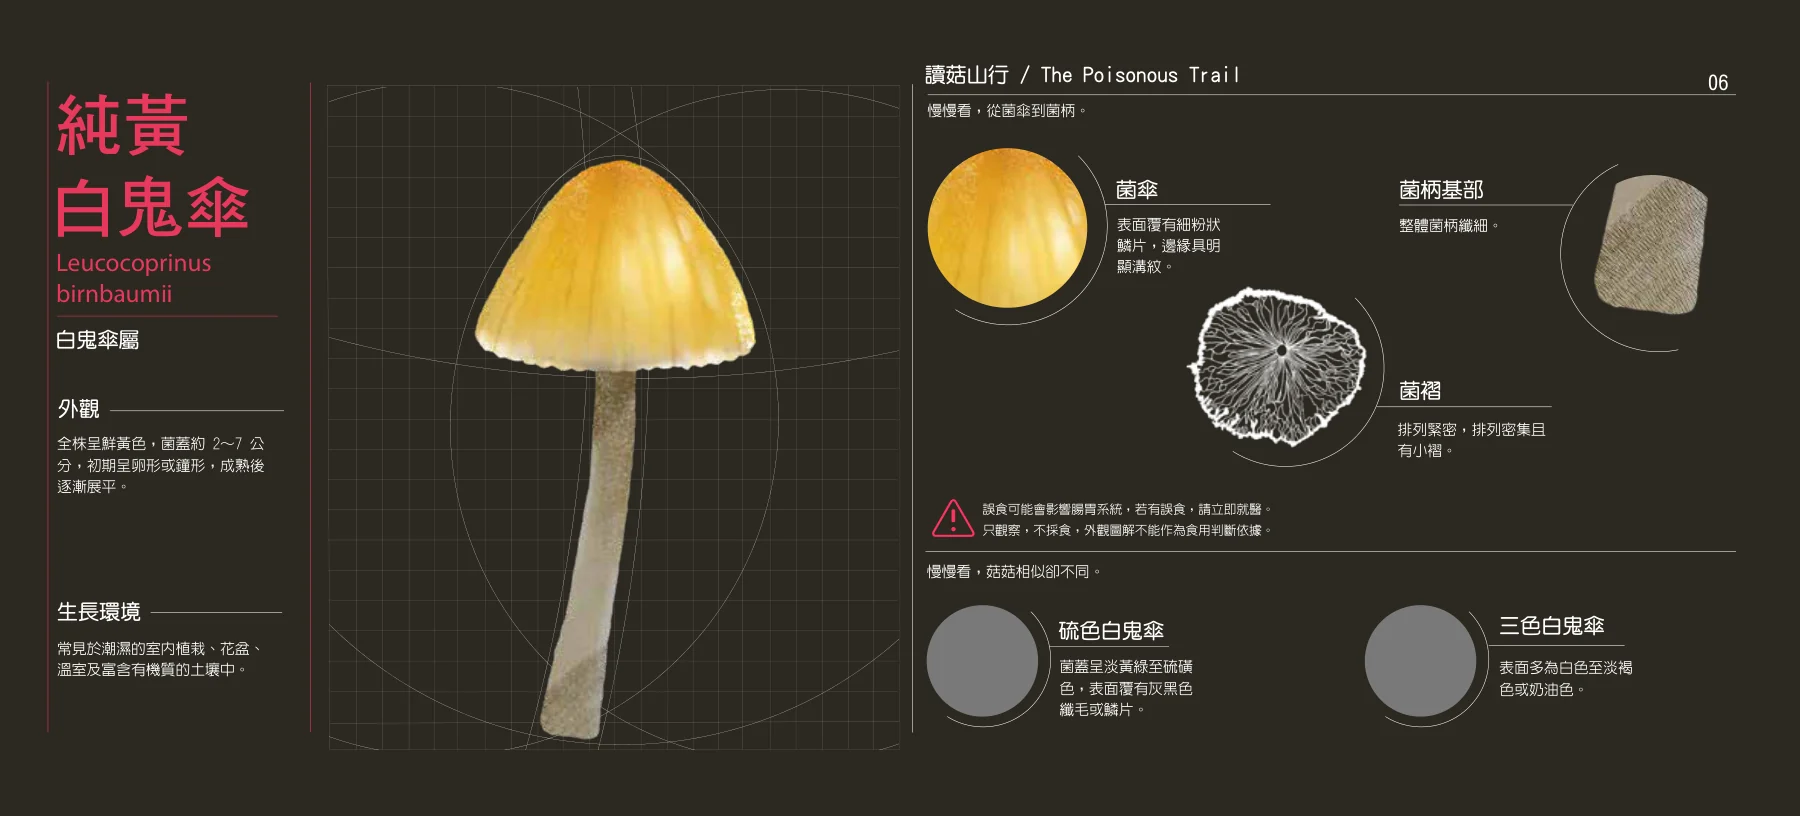 純黃
白鬼傘
Leucocoprinus
birnbaumii
白鬼傘屬
外觀
全株呈鮮黃色，菌蓋約 2～7 公
分，初期呈卵形或鐘形，成熟後
逐漸展平。
生長環境
常見於潮濕的室內植栽、花盆、
溫室及富含有機質的土壤中。
讀菇山行 / The Poisonous Trail
06
慢慢看，從菌傘到菌柄。
菌傘
表面覆有細粉狀
鱗片，邊緣具明
顯溝紋。
菌柄基部
整體菌柄纖細。
菌褶
排列緊密，排列密集且
有小褶。
誤食可能會影響腸胃系統，若有誤食，請立即就醫。
只觀察，不採食，外觀圖解不能作為食用判斷依據。
慢慢看，菇菇相似卻不同。
硫色白鬼傘
菌蓋呈淡黃綠至硫磺
色，表面覆有灰黑色
纖毛或鱗片。
三色白鬼傘
表面多為白色至淡褐
色或奶油色。